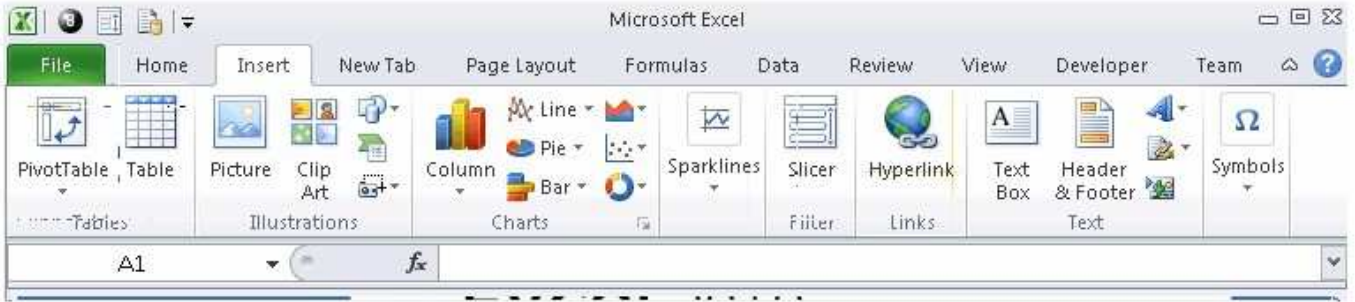 Microsoft Excel
File Home Insert New Tab Page Layout Formulas Data Review View Developer Team
PivotTable Table Picture Clip Art Column Line Pie Bar Sparklines Slicer Hyperlink Text Box Header & Footer Symbols
Tables Illustrations Charts Filter Links Text
A1 fx